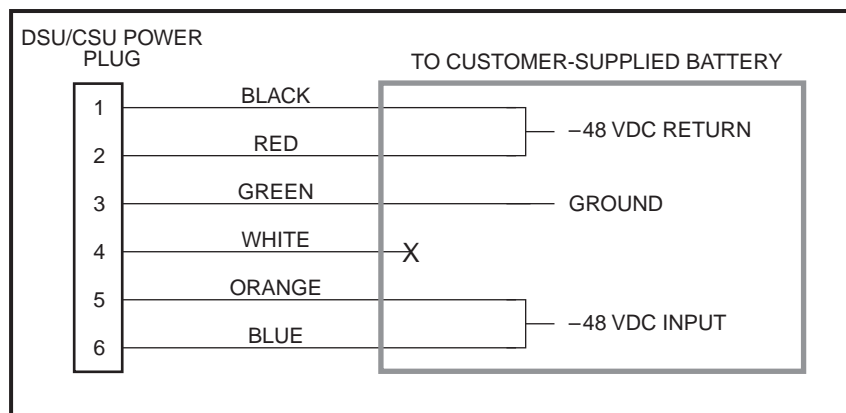 DSU/CSU POWER
PLUG
TO CUSTOMER-SUPPLIED BATTERY
1
BLACK
–48 VDC RETURN
2
RED
3
GREEN
GROUND
4
WHITE
X
5
ORANGE
–48 VDC INPUT
6
BLUE